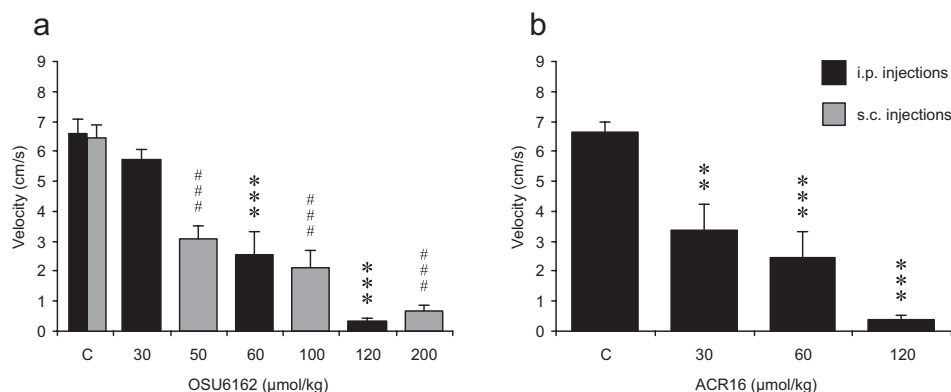 a
9
8
7
6
5
4
3
2
1
0
Velocity (cm/s)
# # #
* * *
# # #
* * *
# # #
C 30 50 60 100 120 200
OSU6162 (µmol/kg)
b
9
8
7
6
5
4
3
2
1
0
Velocity (cm/s)
i.p. injections
s.c. injections
* *
* * *
* * *
C 30 60 120
ACR16 (µmol/kg)